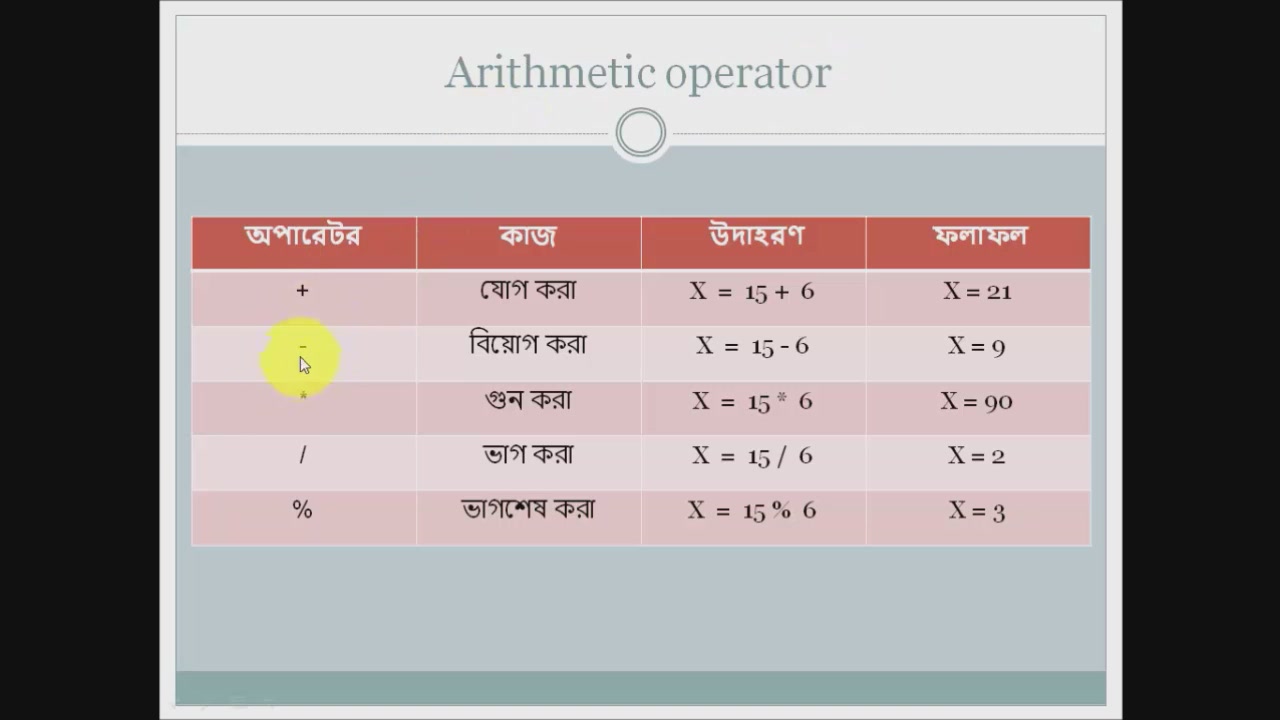 Arithmetic operator
অপারেটর কাজ উদাহরণ ফলাফল
+ যোগ করা X = 15 + 6 X = 21
- বিয়োগ করা X = 15 - 6 X = 9
* গুন করা X = 15 * 6 X = 90
/ ভাগ করা X = 15 / 6 X = 2
% ভাগশেষ করা X = 15 % 6 X = 3